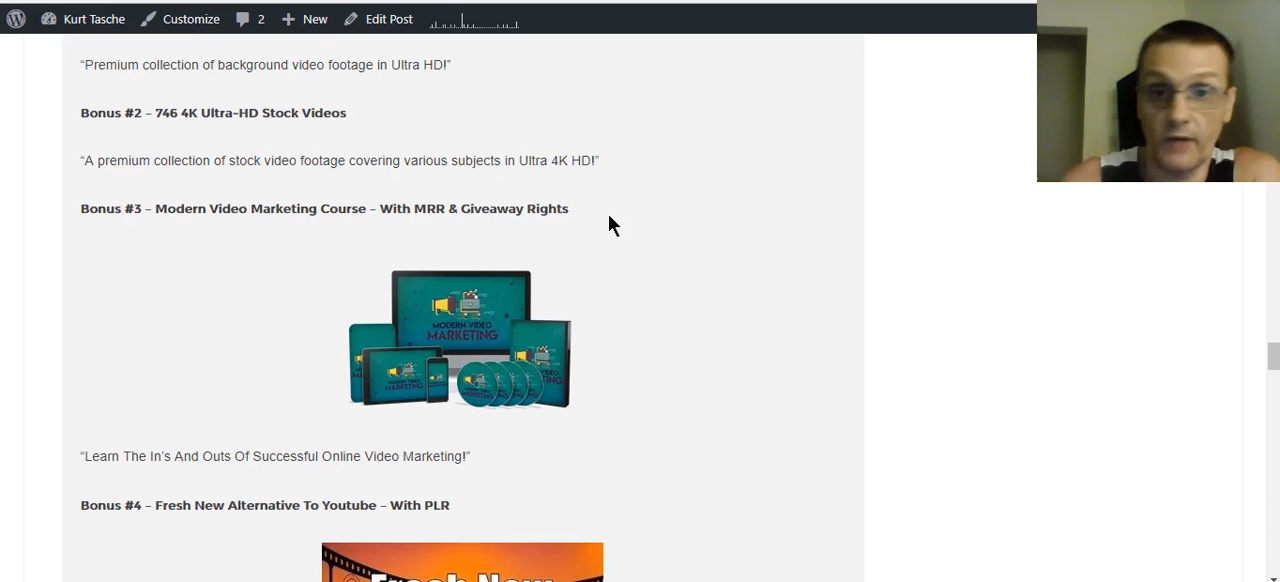 Kurt Tasche Customize 2 New Edit Post
“Premium collection of background video footage in Ultra HD!”
Bonus #2 – 746 4K Ultra-HD Stock Videos
“A premium collection of stock video footage covering various subjects in Ultra 4K HD!”
Bonus #3 – Modern Video Marketing Course – With MRR & Giveaway Rights
MODERN VIDEO
MARKETING
“Learn The In’s And Outs Of Successful Online Video Marketing!”
Bonus #4 – Fresh New Alternative To Youtube – With PLR
Fresh New